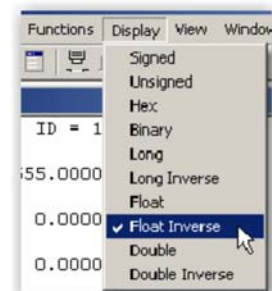 Functions Display View Window
Signed
Unsigned
Hex
ID = 1
Binary
Long
55.0000
Long Inverse
Float
0.0000
Float Inverse
Double
0.0000
Double Inverse